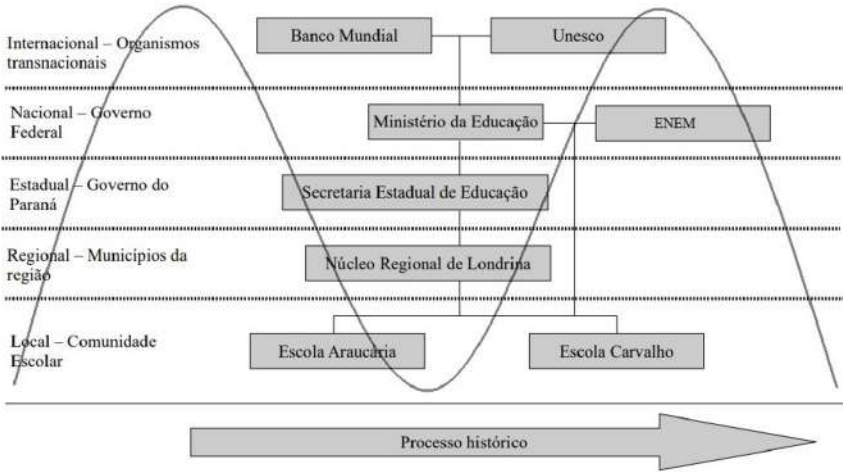 Internacional – Organismos
transnacionais
Banco Mundial
Unesco
Nacional – Governo
Federal
Ministério da Educação
ENEM
Estadual – Governo do
Paraná
Secretaria Estadual de Educação
Regional – Municípios da
região
Núcleo Regional de Londrina
Local – Comunidade
Escolar
Escola Araucária
Escola Carvalho
Processo histórico